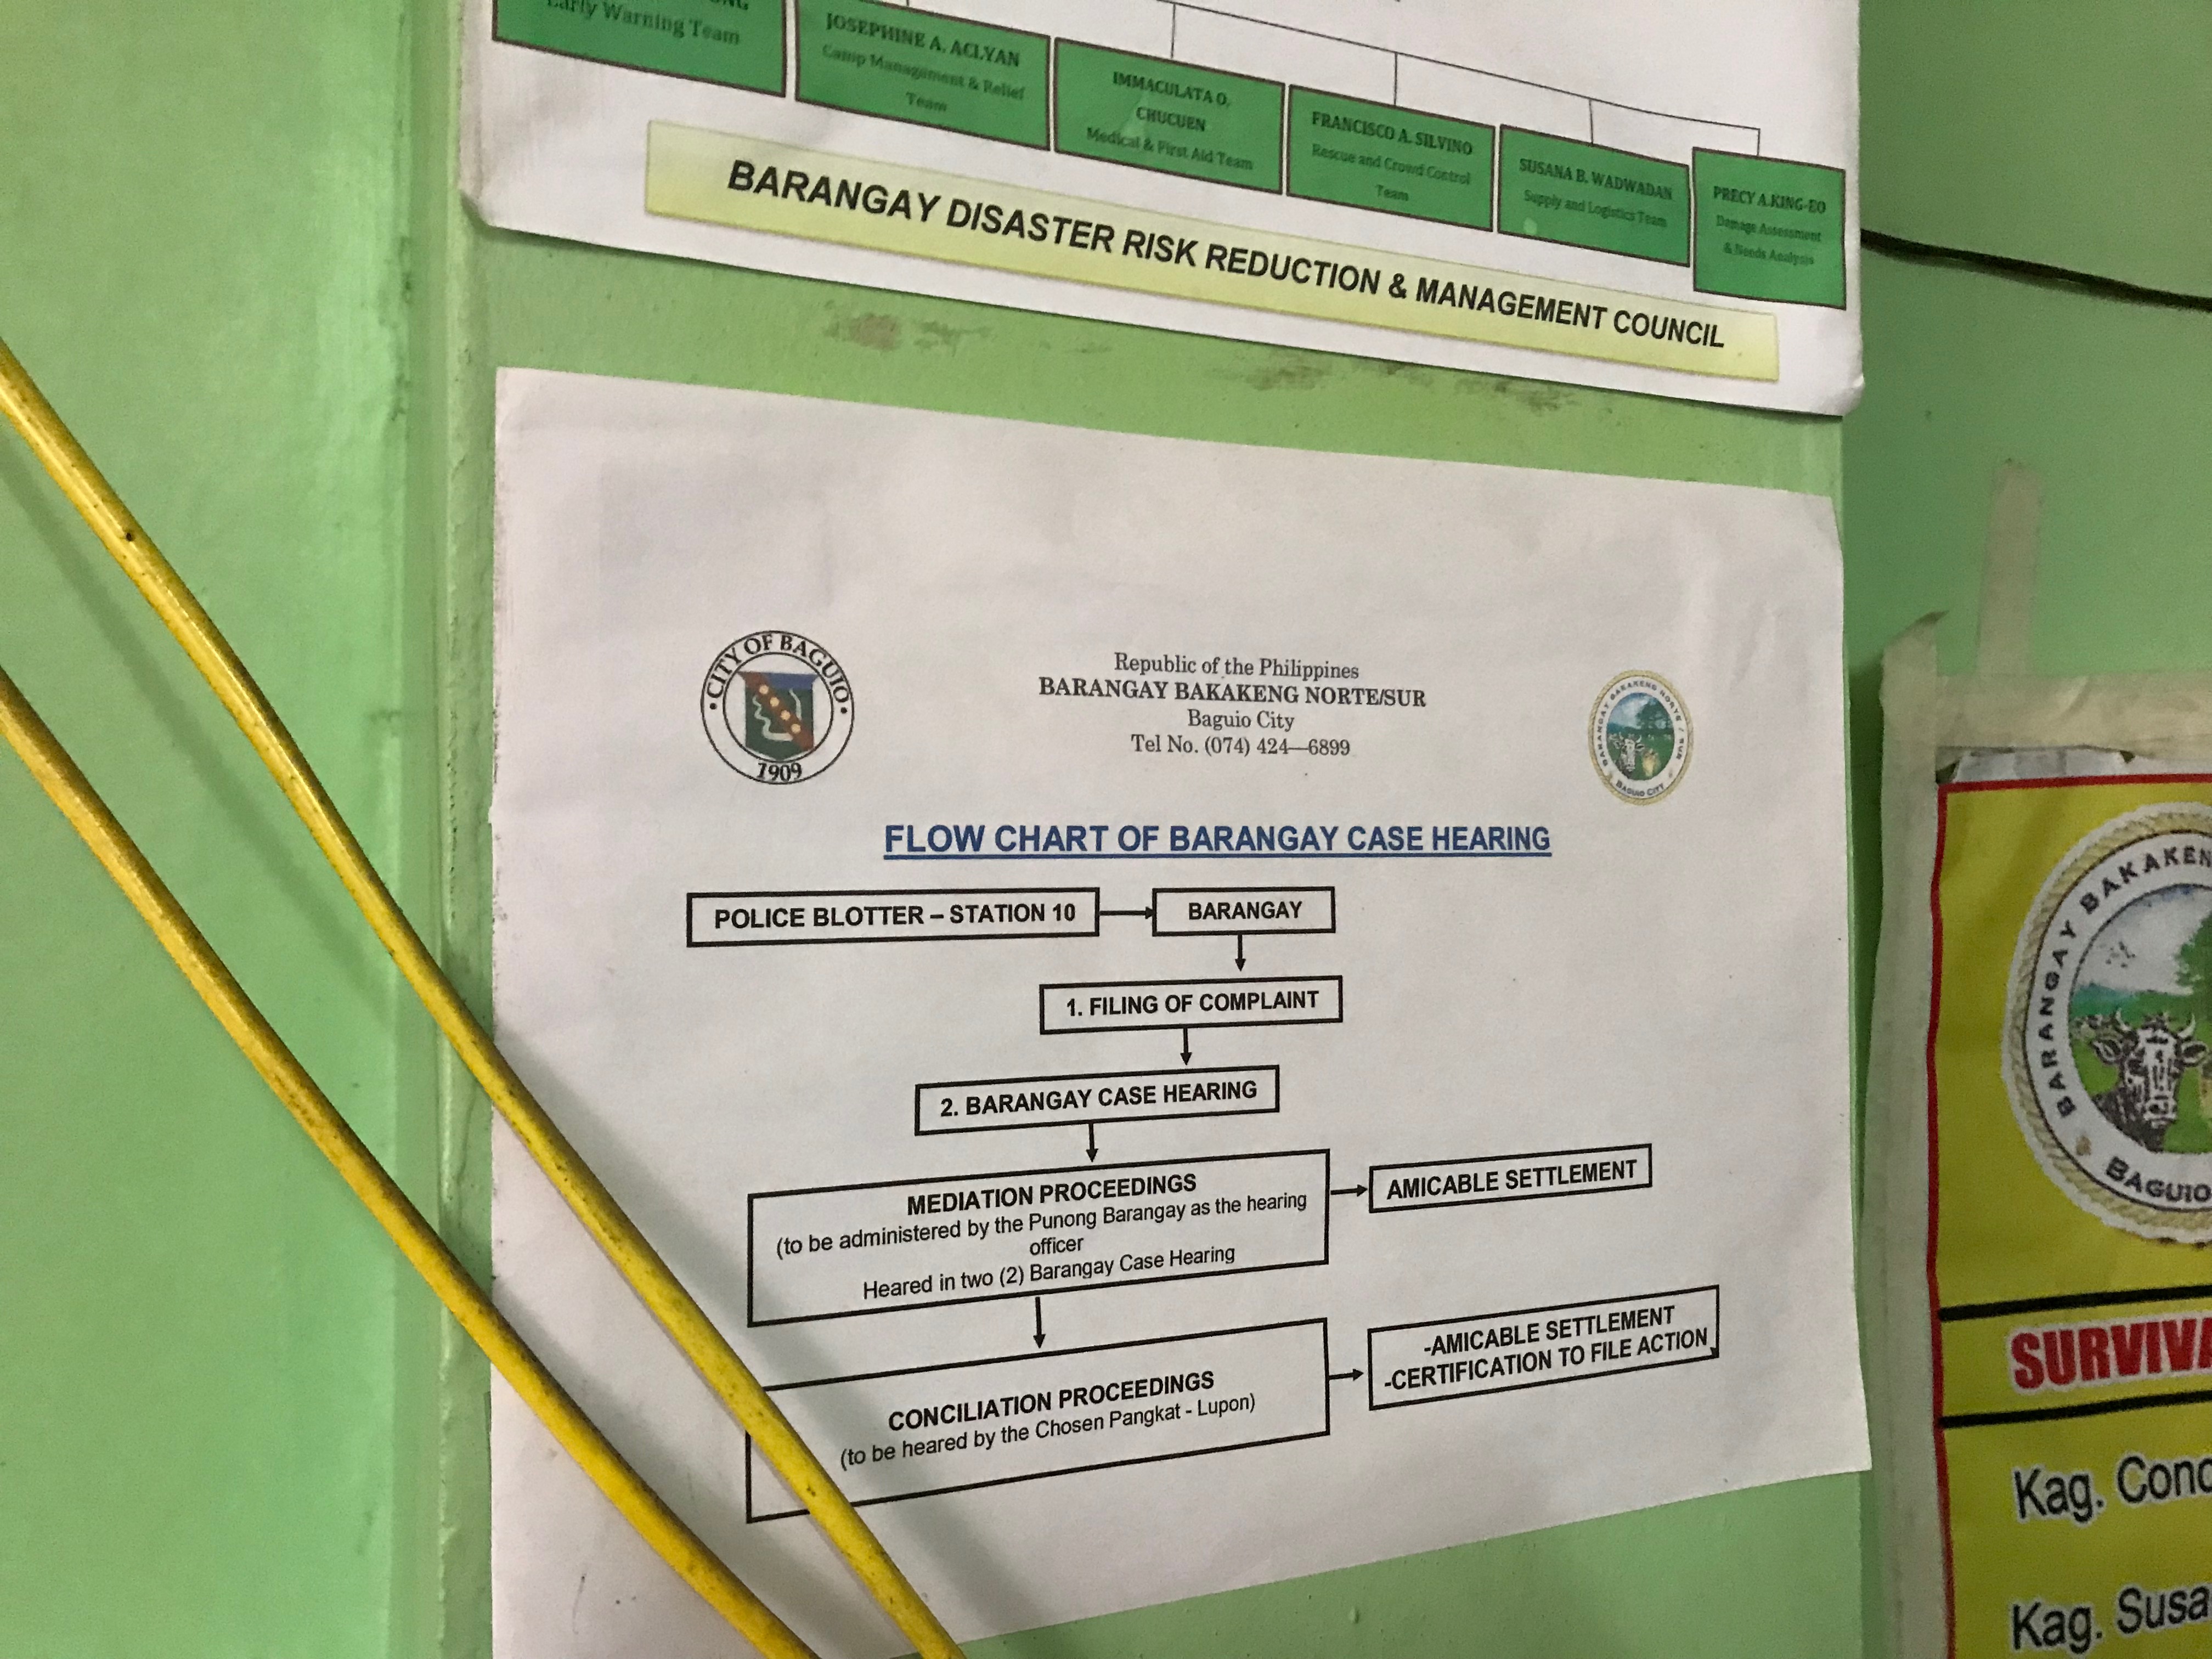 Early Warning Team
JOSEPHINE A. ACLYAN
Camp Management & Relief
Team
IMMACULATA O.
CHUCUEN
Medical & First Aid Team
FRANCISCO A. SILVINO
Rescue and Crowd Control
Team
SUSANA B. WADWADAN
Supply and Logistics Team
PRECY A.KING-EO
Damage Assessment
& Needs Analysis
BARANGAY DISASTER RISK REDUCTION & MANAGEMENT COUNCIL
CITY OF BAGUIO
1909
Republic of the Philippines
BARANGAY BAKAKENG NORTE/SUR
Baguio City
Tel No. (074) 424—6899
BARANGAY BAKAKENG NORTE / SUR
BAGUIO CITY
FLOW CHART OF BARANGAY CASE HEARING
POLICE BLOTTER – STATION 10
BARANGAY
1. FILING OF COMPLAINT
2. BARANGAY CASE HEARING
MEDIATION PROCEEDINGS
(to be administered by the Punong Barangay as the hearing
officer
Heared in two (2) Barangay Case Hearing
AMICABLE SETTLEMENT
CONCILIATION PROCEEDINGS
(to be heared by the Chosen Pangkat - Lupon)
-AMICABLE SETTLEMENT
-CERTIFICATION TO FILE ACTION
BARANGAY BAKAKEN
BAGUIO
SURVIVA
Kag. Conc
Kag. Susa